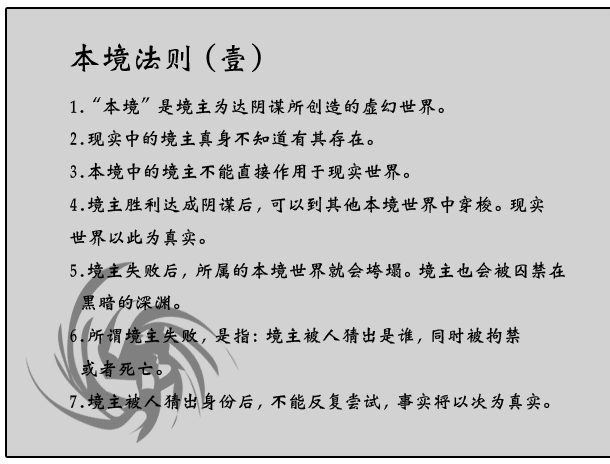 本境法则（壹）
1.“本境”是境主为达阴谋所创造的虚幻世界。
2.现实中的境主真身不知道有其存在。
3.本境中的境主不能直接作用于现实世界。
4.境主胜利达成阴谋后，可以到其他本境世界中穿梭。现实
世界以此为真实。
5.境主失败后，所属的本境世界就会垮塌。境主也会被囚禁在
黑暗的深渊。
6.所谓境主失败，是指：境主被人猜出是谁，同时被拘禁
或者死亡。
7.境主被人猜出身份后，不能反复尝试，事实将以次为真实。